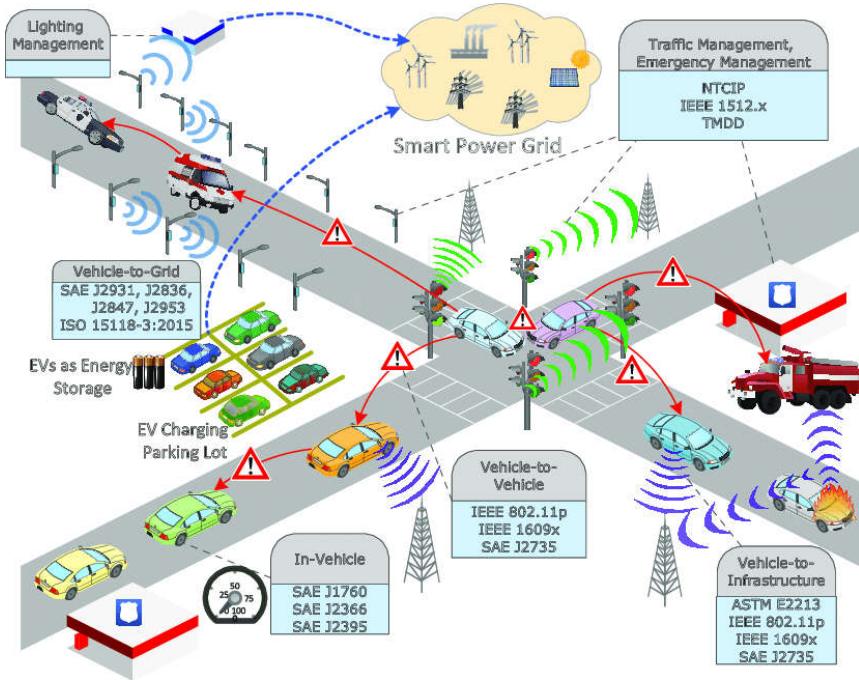 Lighting
Management
Traffic Management,
Emergency Management
NTCIP
IEEE 1512.x
TMDD
Smart Power Grid
Vehicle-to-Grid
SAE J2931, J2836,
J2847, J2953
ISO 15118-3:2015
EVs as Energy
Storage
EV Charging
Parking Lot
Vehicle-to-
Vehicle
IEEE 802.11p
IEEE 1609x
SAE J2735
In-Vehicle
SAE J1760
SAE J2366
SAE J2395
50
25
75
0
100
Vehicle-to-
Infrastructure
ASTM E2213
IEEE 802.11p
IEEE 1609x
SAE J2735